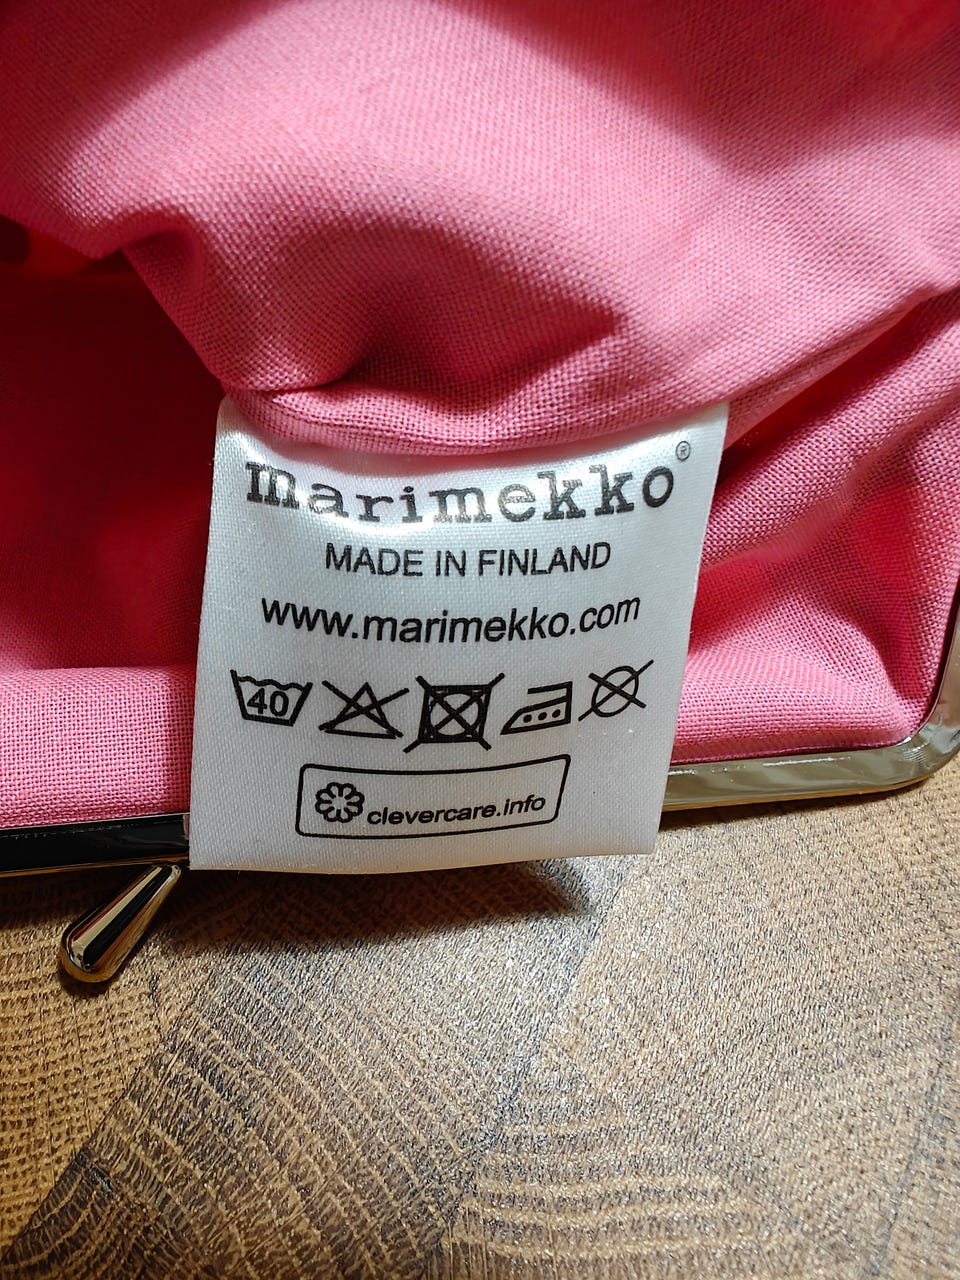 marimekko®
MADE IN FINLAND
www.marimekko.com
40
clevercare.info